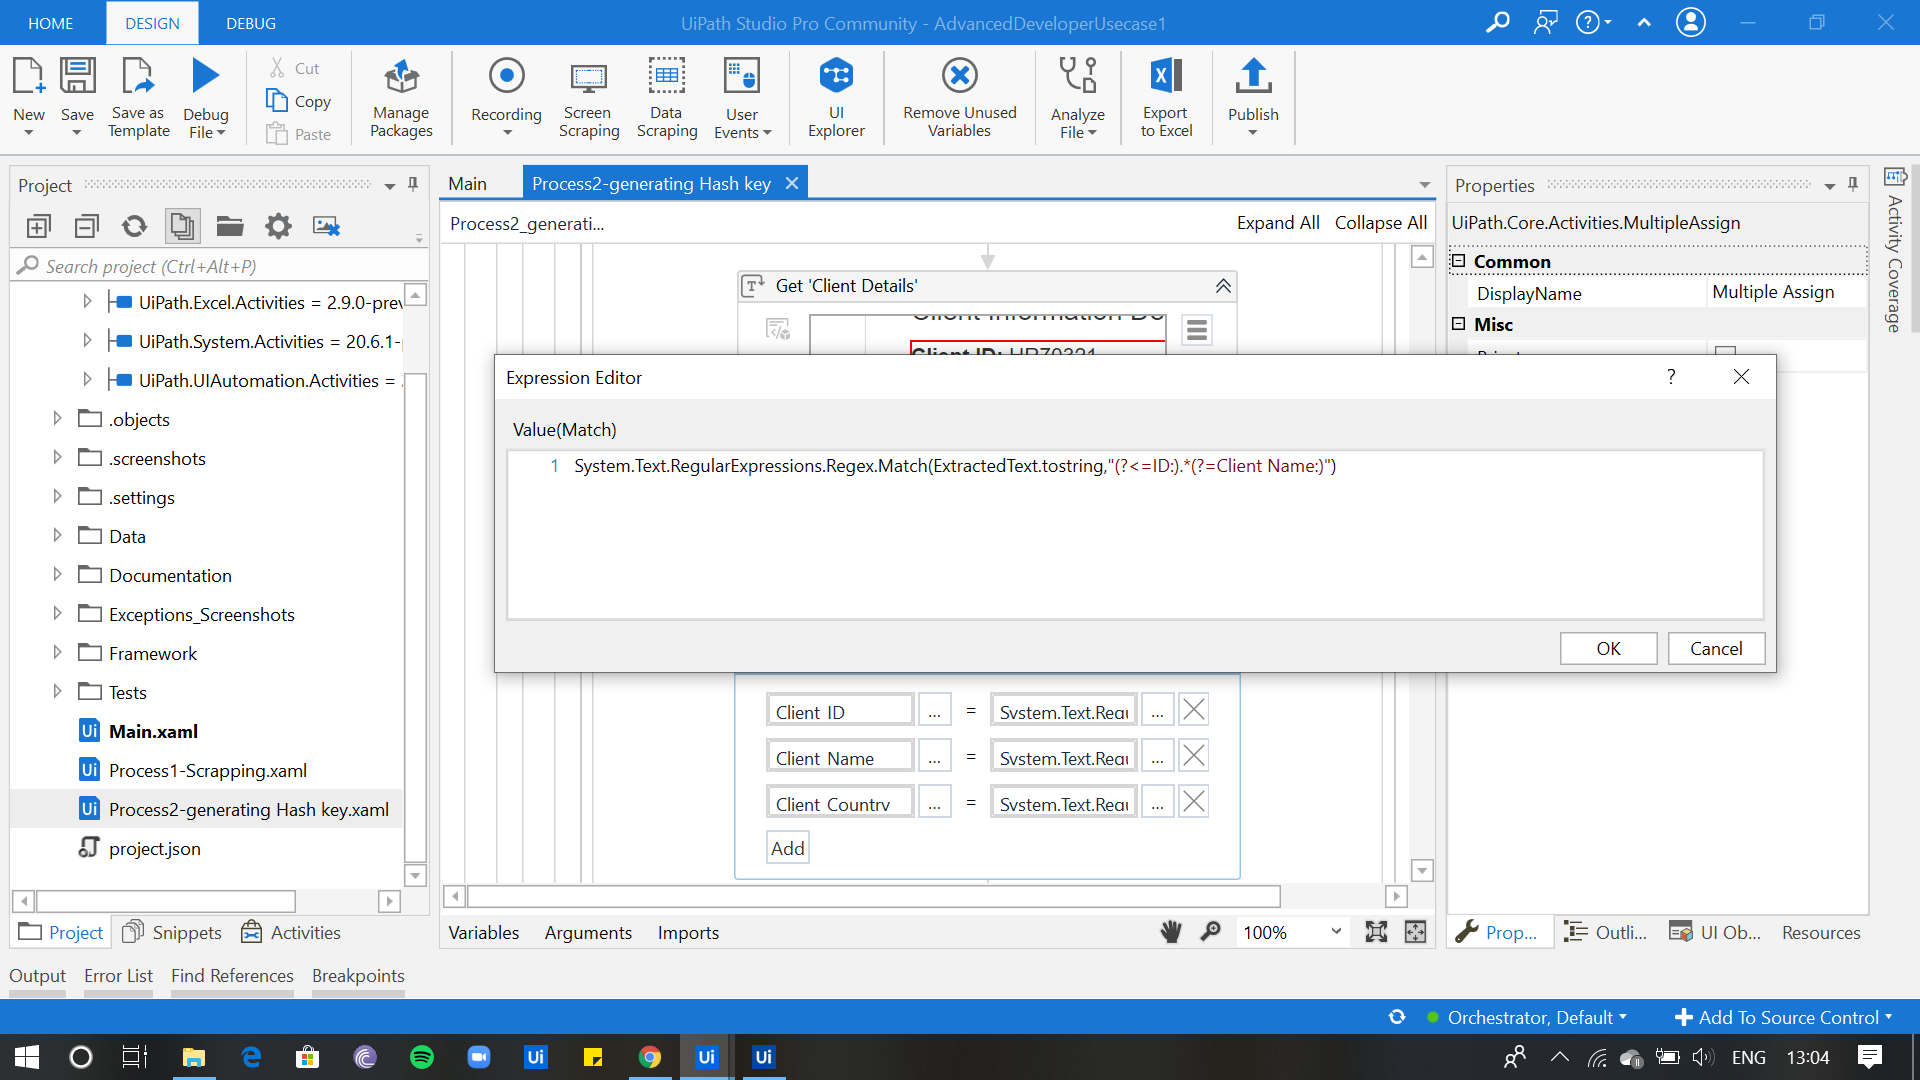 HOME
DESIGN
DEBUG
UiPath Studio Pro Community - AdvancedDeveloperUsecase1
New
Save
Save as Template
Debug File
Cut
Copy
Paste
Manage Packages
Recording
Screen Scraping
Data Scraping
User Events
UI Explorer
Remove Unused Variables
Analyze File
Export to Excel
Publish
Project
Search project (Ctrl+Alt+P)
UiPath.Excel.Activities = 2.9.0-prev
UiPath.System.Activities = 20.6.1-
UiPath.UIAutomation.Activities =
.objects
.screenshots
.settings
Data
Documentation
Exceptions_Screenshots
Framework
Tests
Main.xaml
Process1-Scrapping.xaml
Process2-generating Hash key.xaml
project.json
Project
Snippets
Activities
Main
Process2-generating Hash key
Process2_generati...
Expand All
Collapse All
Get 'Client Details'
Expression Editor
?
Value(Match)
1 System.Text.RegularExpressions.Regex.Match(ExtractedText.tostring,"(?<=ID:).*(?=Client Name:)")
OK
Cancel
Client ID ... = System.Text.Regu ...
Client Name ... = System.Text.Regu ...
Client Country ... = System.Text.Regu ...
Add
Variables
Arguments
Imports
100%
Properties
UiPath.Core.Activities.MultipleAssign
Common
DisplayName
Multiple Assign
Misc
Activity Coverage
Prop...
Outli...
UI Ob...
Resources
Output
Error List
Find References
Breakpoints
Orchestrator, Default
Add To Source Control
ENG
13:04